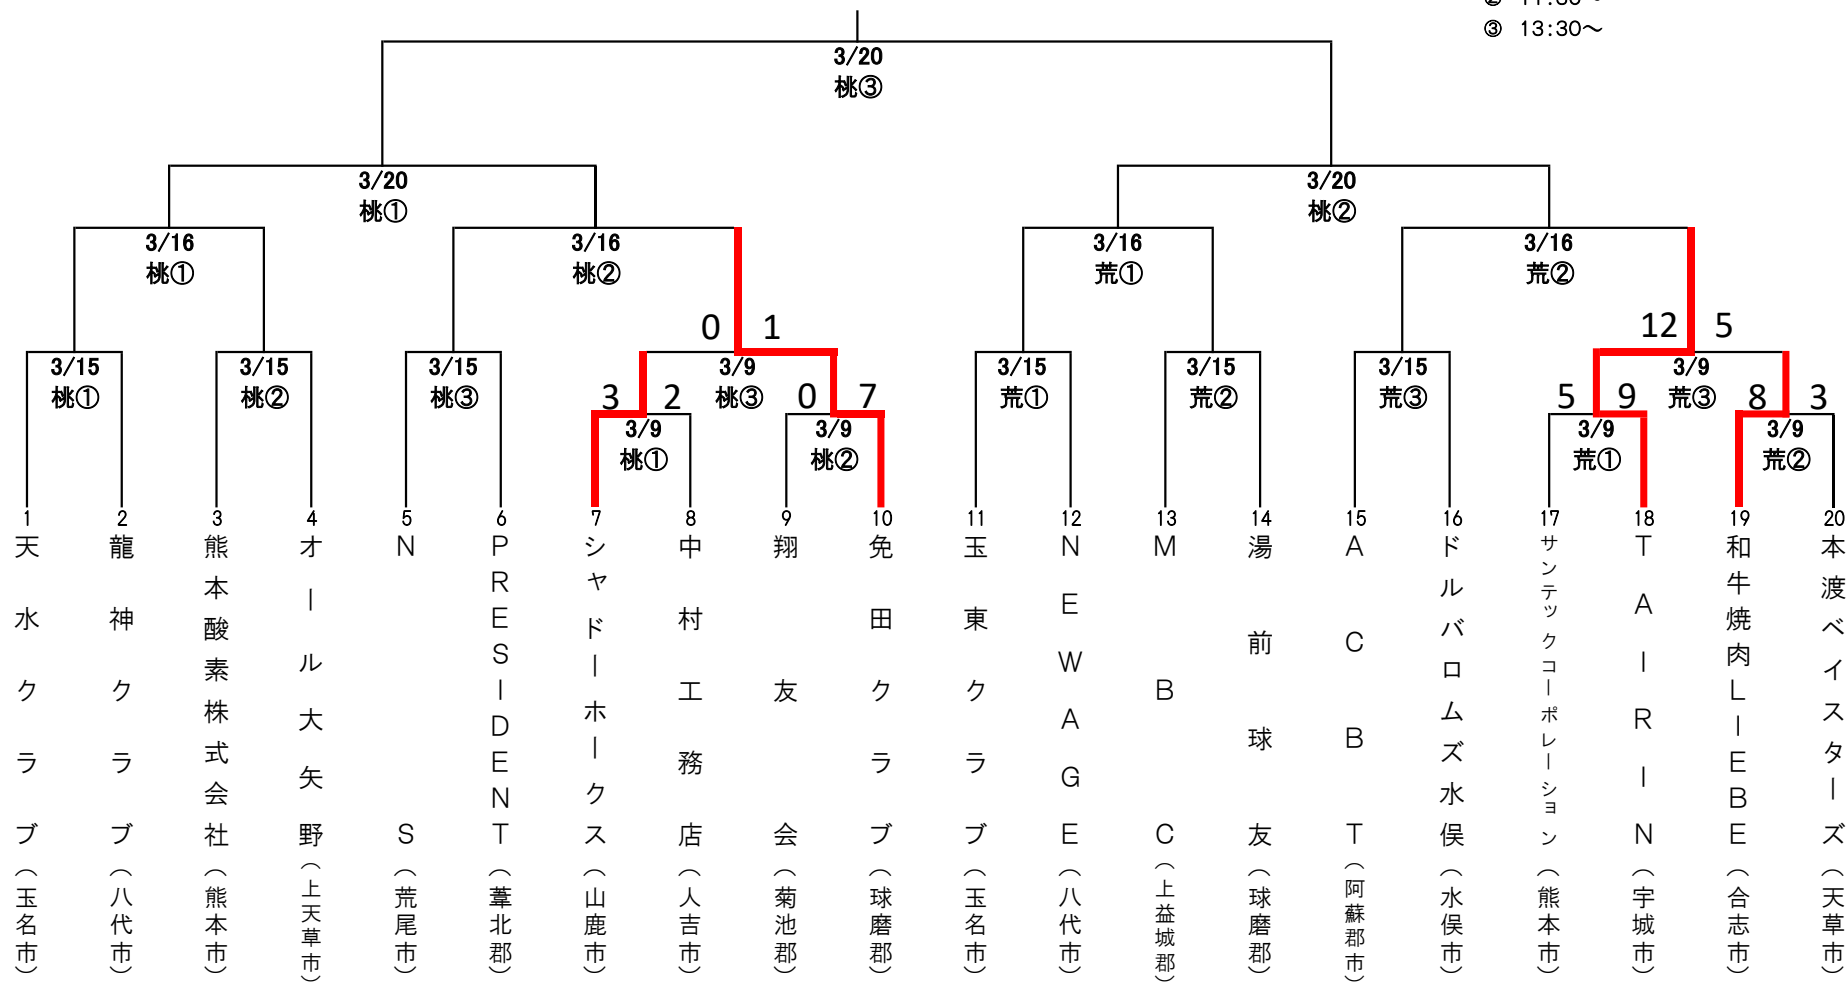 ③ 13:30～
3/20
桃③
3/20
桃①
3/20
桃②
3/16
桃①
3/16
桃②
3/16
荒①
3/16
荒②
0 1
12 5
3/15
桃①
3/15
桃②
3/15
桃③
3/9
桃③
3/15
荒①
3/15
荒②
3/15
荒③
3/9
荒③
3 2
0 7
5 9
8 3
3/9
桃①
3/9
桃②
3/9
荒①
3/9
荒②
1
天水クラブ(玉名市)
2
龍神クラブ(八代市)
3
熊本酸素株式会社(熊本市)
4
オール大矢野(上天草市)
5
NS(荒尾市)
6
PRESIDENT(葦北郡)
7
シャドーホークス(山鹿市)
8
中村工務店(人吉市)
9
翔友会(菊池郡)
10
免田クラブ(球磨郡)
11
玉東クラブ(玉名市)
12
NEWAGE(八代市)
13
MBC(上益城郡)
14
湯前球友(球磨郡)
15
ACBT(阿蘇郡市)
16
ドルバロムズ水俣(水俣市)
17
サンテックコーポレーション(熊本市)
18
TAIRIN(宇城市)
19
和牛焼肉LIEBE(合志市)
20
本渡ベイスターズ(天草市)